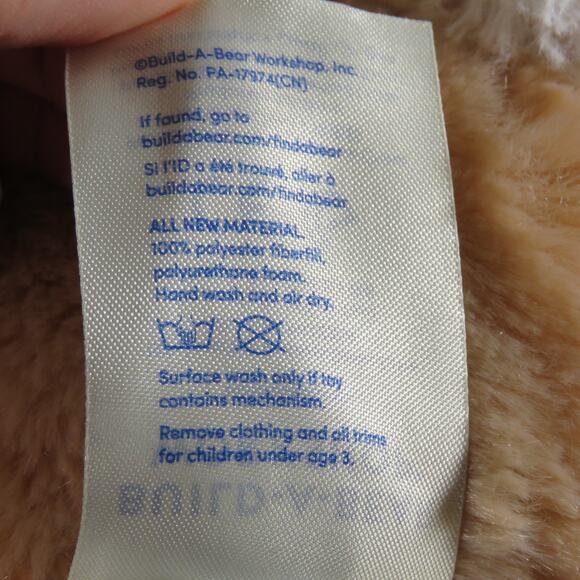 ©Build-A-Bear Workshop, Inc.
Reg. No. PA-17974(CN)
If found, go to
buildabear.com/findabear
Si l'ID a été trouvé, aller à
buildabear.com/findabear
ALL NEW MATERIAL
100% polyester fiberfill,
polyurethane foam.
Hand wash and air dry.
Surface wash only if toy
contains mechanism.
Remove clothing and all trims
for children under age 3.